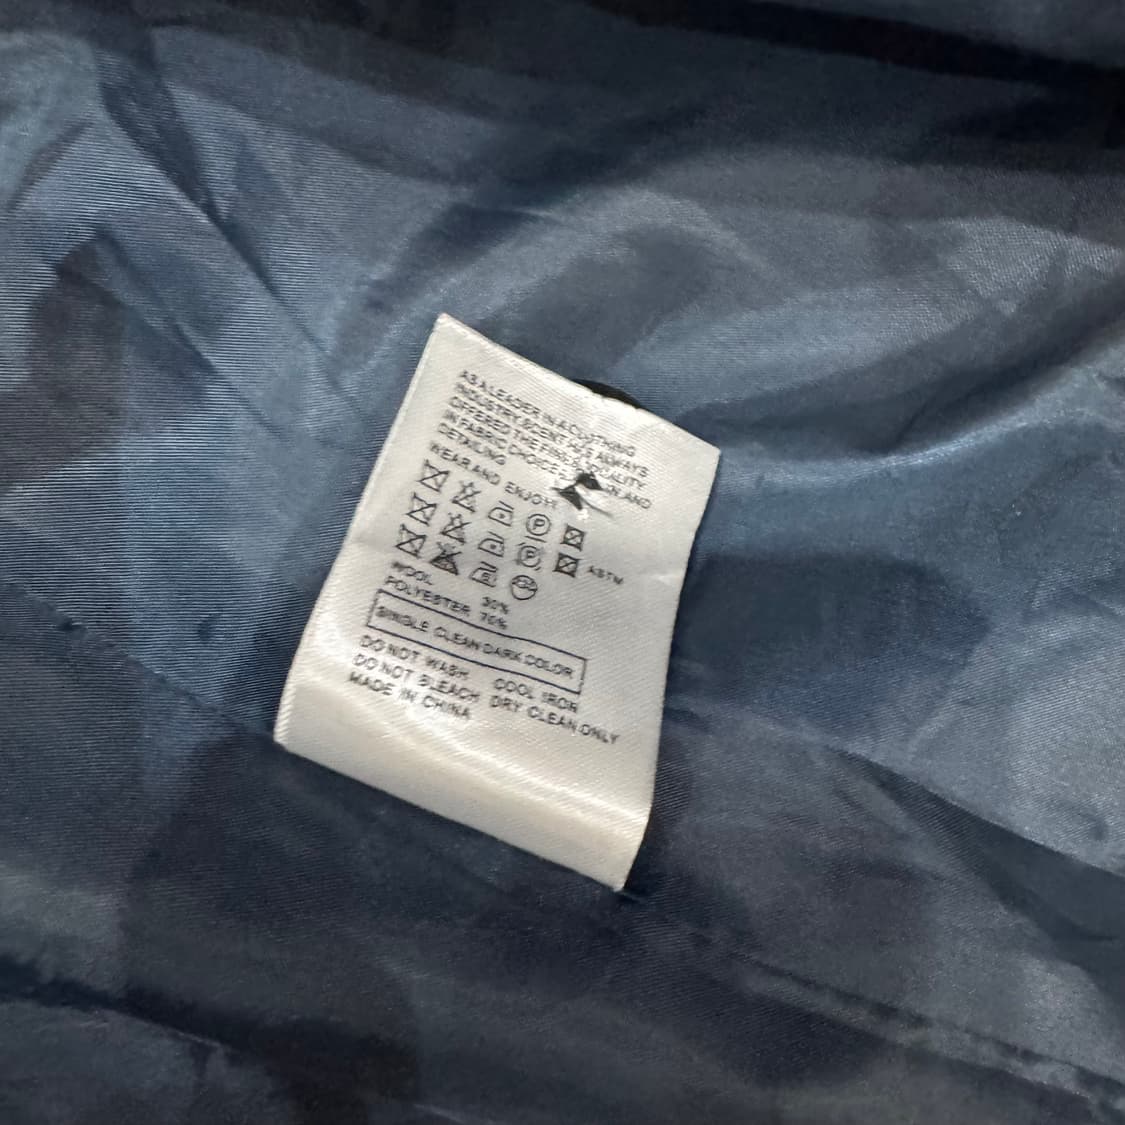 AS A LEADER IN A CLOTHING
INDUSTRY SCENT HAS ALWAYS
OFFERED THE FINEST QUALITY
IN FABRIC CHOICE AND
DETAILING
WEAR AND ENJOY!
P
P
ASTM
WOOL 30%
POLYESTER 70%
SINGLE CLEAN DARK COLOR
DO NOT WASH COOL IRON
DO NOT BLEACH DRY CLEAN ONLY
MADE IN CHINA